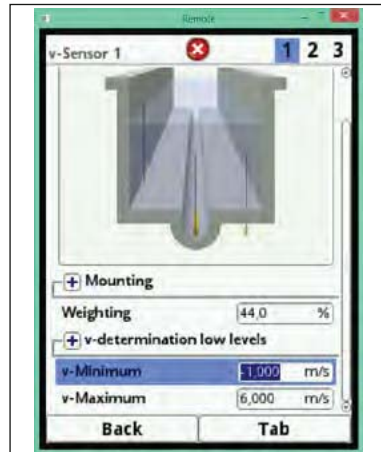 Remote
v-Sensor 1 1 2 3
Mounting
Weighting 44,0 %
v-determination low levels
v-Minimum -1,000 m/s
v-Maximum 6,000 m/s
Back Tab